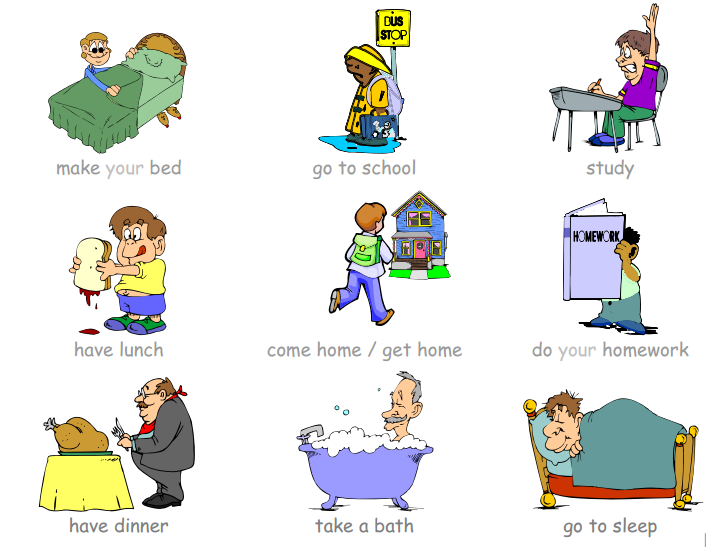 BUS
STOP
make your bed
go to school
study
HOMEWORK
have lunch
come home / get home
do your homework
have dinner
take a bath
go to sleep